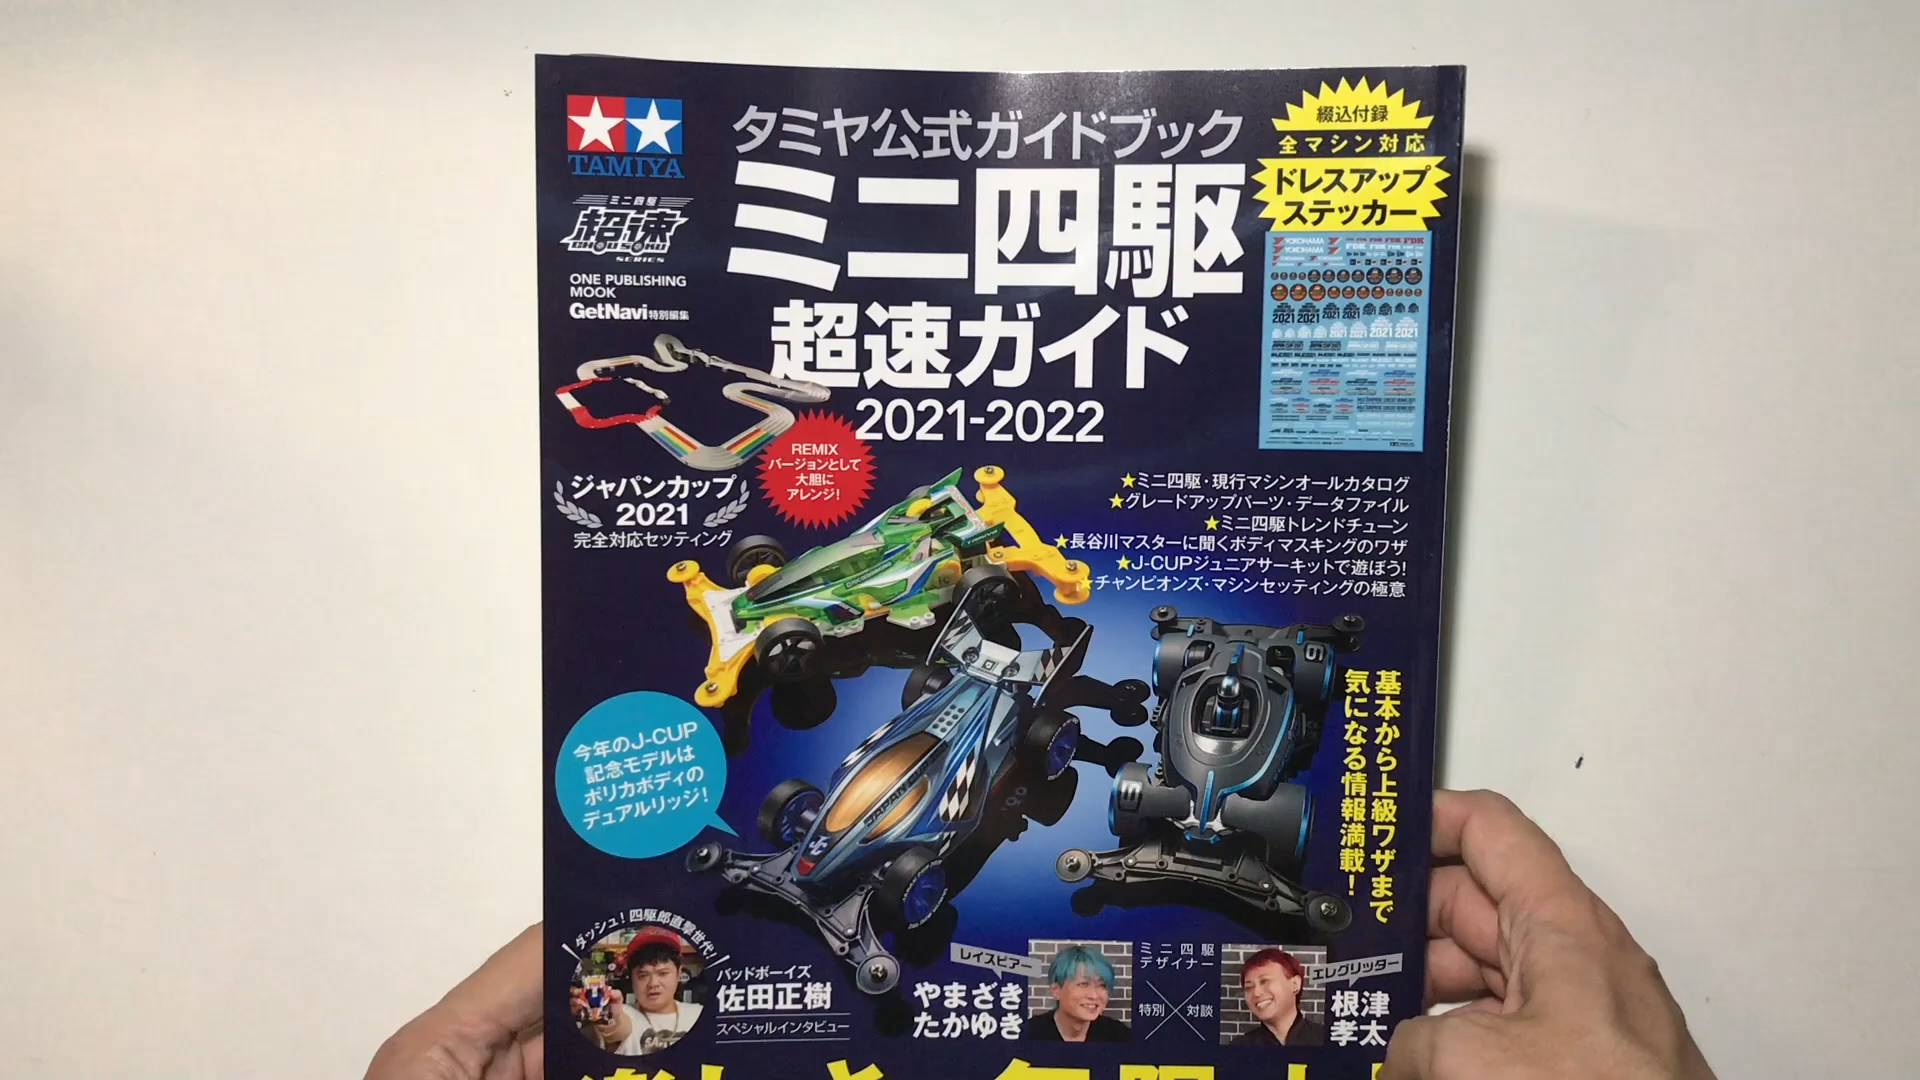 TAMIYA
ミニ四駆
超速
CHOUSOKU
SERIES
ONE PUBLISHING
MOOK
GetNavi特別編集
タミヤ公式ガイドブック
ミニ四駆
超速ガイド
2021-2022
綴込付録
全マシン対応
ドレスアップ
ステッカー
YOKOHAMA
YOKOHAMA
REMIX
バージョンとして
大胆に
アレンジ!
ジャパンカップ
2021
完全対応セッティング
★ミニ四駆・現行マシンオールカタログ
★グレードアップパーツ・データファイル
★ミニ四駆トレンドチューン
★長谷川マスターに聞くボディマスキングのワザ
★J-CUPジュニアサーキットで遊ぼう!
★チャンピオンズ・マシンセッティングの極意
基本から上級ワザまで
気になる情報満載!
今年のJ-CUP
記念モデルは
ポリカボディの
デュアルリッジ!
ダッシュ!四駆郎直撃世代!
バッドボーイズ
佐田正樹
スペシャルインタビュー
レイスピアー
やまざき
たかゆき
ミニ四駆
デザイナー
特別 対談
エレグリッター
根津
孝太